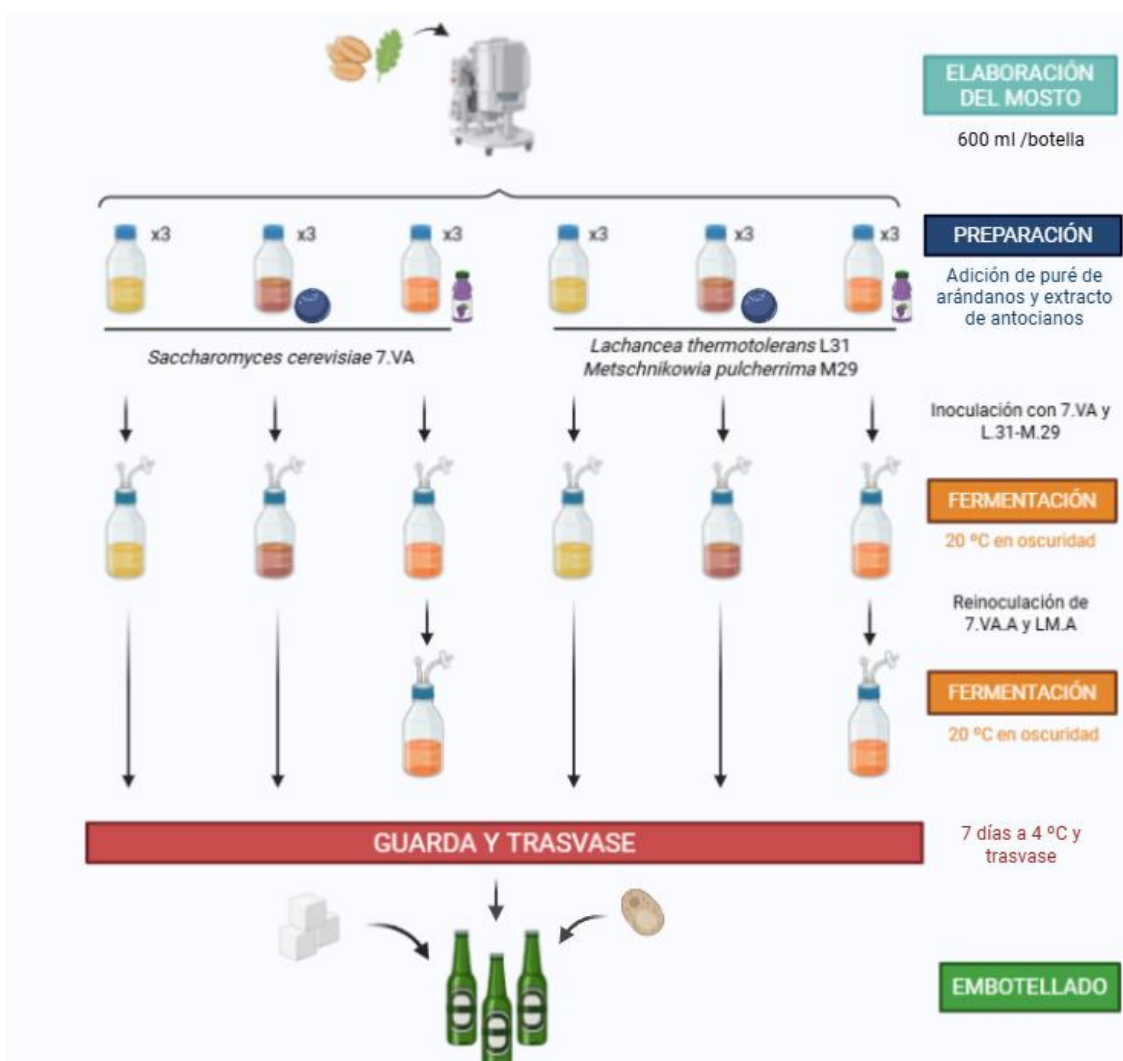 ELABORACIÓN
DEL MOSTO
600 ml /botella
x3
x3
x3
x3
x3
x3
PREPARACIÓN
Adición de puré de
arándanos y extracto
de antocianos
Saccharomyces cerevisiae 7.VA
Lachancea thermotolerans L31
Metschnikowia pulcherrima M29
Inoculación con 7.VA y
L.31-M.29
FERMENTACIÓN
20 ºC en oscuridad
Reinoculación de
7.VA.A y LM.A
FERMENTACIÓN
20 ºC en oscuridad
GUARDA Y TRASVASE
7 días a 4 ºC y
trasvase
EMBOTELLADO